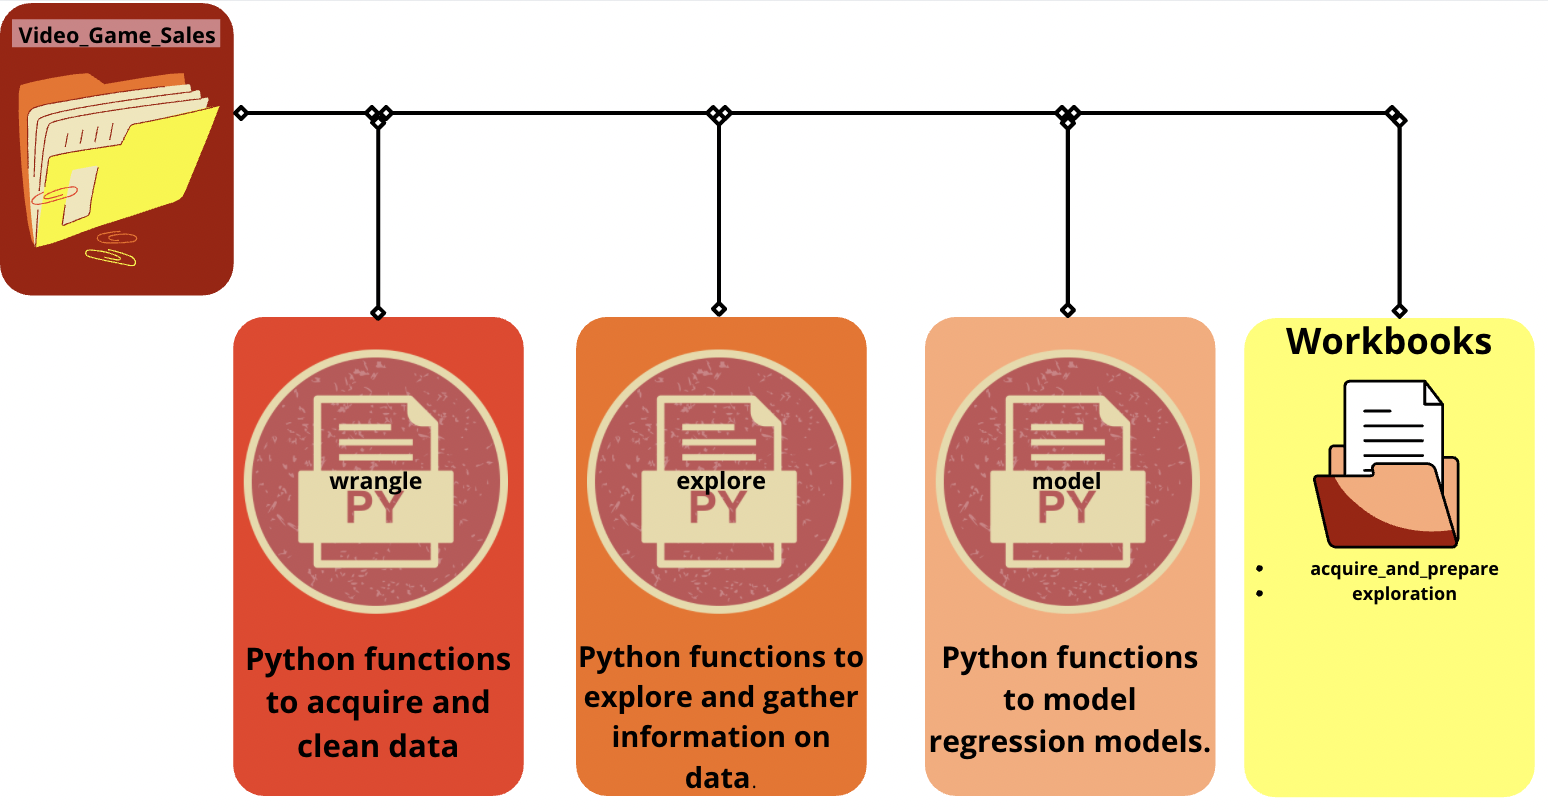 Video_Game_Sales
wrangle
PY
Python functions
to acquire and
clean data
explore
PY
Python functions to
explore and gather
information on
data.
model
PY
Python functions
to model
regression models.
Workbooks
• acquire_and_prepare
• exploration